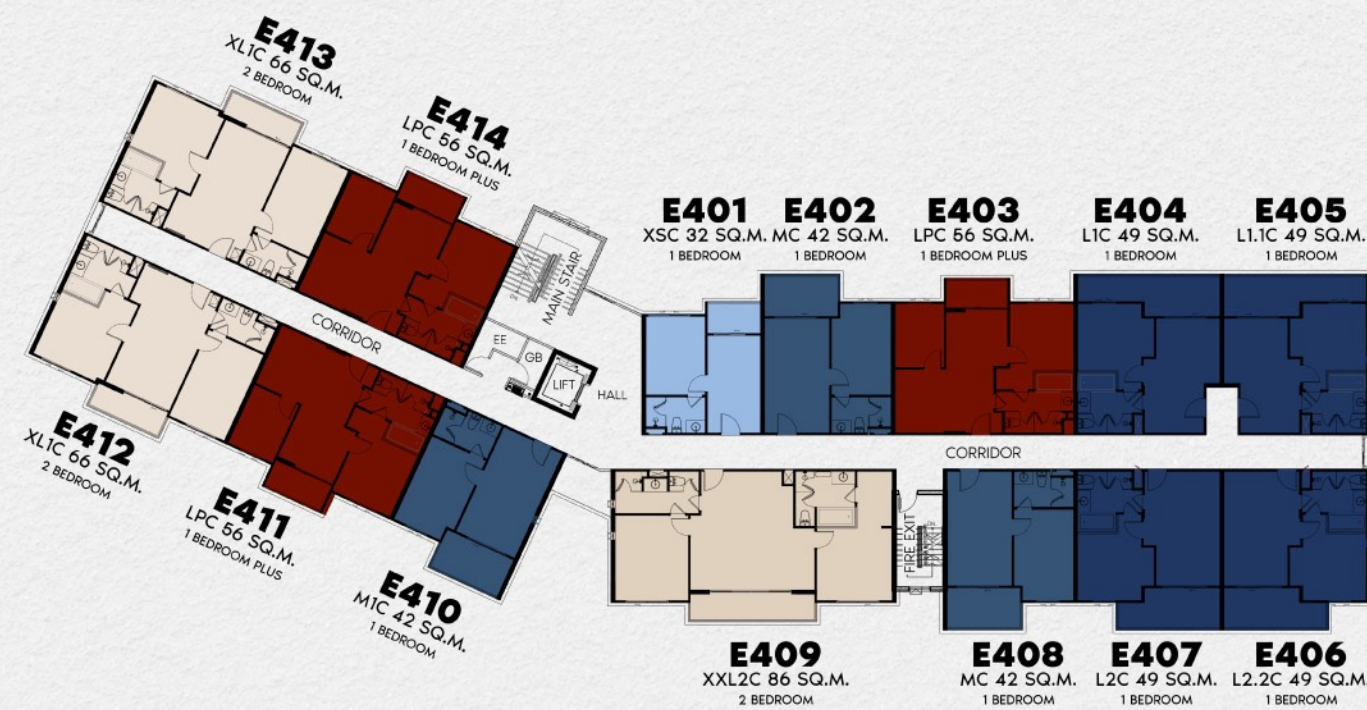 E413
XL1C 66 SQ.M.
2 BEDROOM
E414
LPC 56 SQ.M.
1 BEDROOM PLUS
E401
XSC 32 SQ.M.
1 BEDROOM
E402
MC 42 SQ.M.
1 BEDROOM
E403
LPC 56 SQ.M.
1 BEDROOM PLUS
E404
L1C 49 SQ.M.
1 BEDROOM
E405
L1.1C 49 SQ.M.
1 BEDROOM
MAIN STAIR
EE
GB
LIFT
HALL
CORRIDOR
CORRIDOR
FIRE EXIT
E412
XL1C 66 SQ.M.
2 BEDROOM
E411
LPC 56 SQ.M.
1 BEDROOM PLUS
E410
M1C 42 SQ.M.
1 BEDROOM
E409
XXL2C 86 SQ.M.
2 BEDROOM
E408
MC 42 SQ.M.
1 BEDROOM
E407
L2C 49 SQ.M.
1 BEDROOM
E406
L2.2C 49 SQ.M.
1 BEDROOM